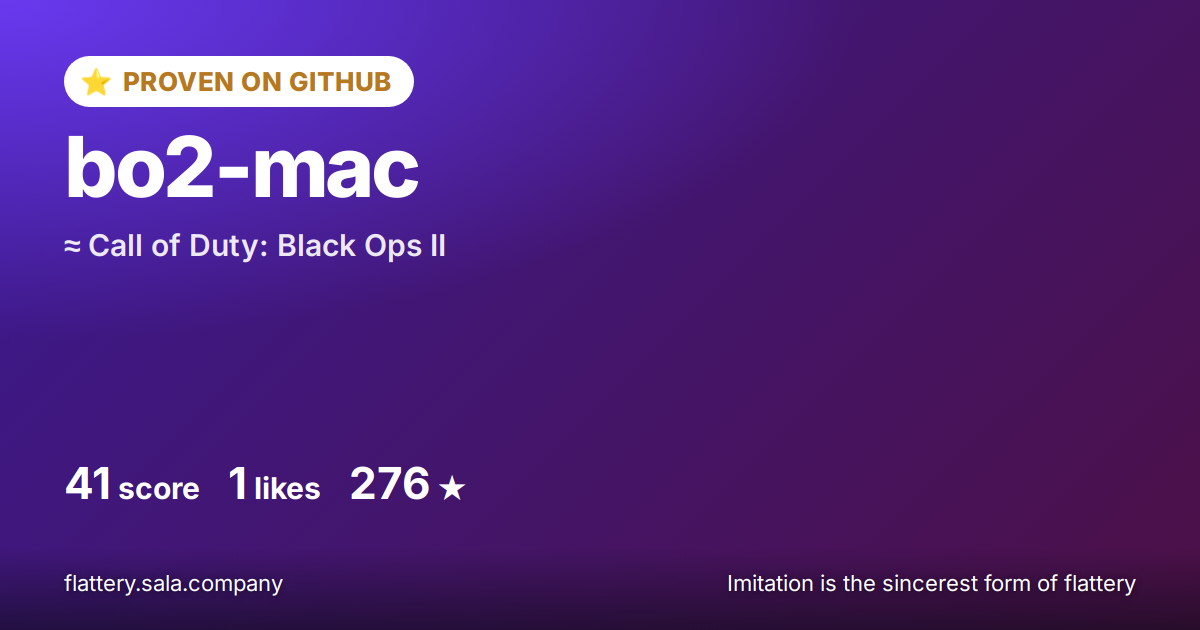 ⭐ PROVEN ON GITHUB
bo2-mac
≈ Call of Duty: Black Ops II
41 score 1 likes 276 ★
flattery.sala.company
Imitation is the sincerest form of flattery